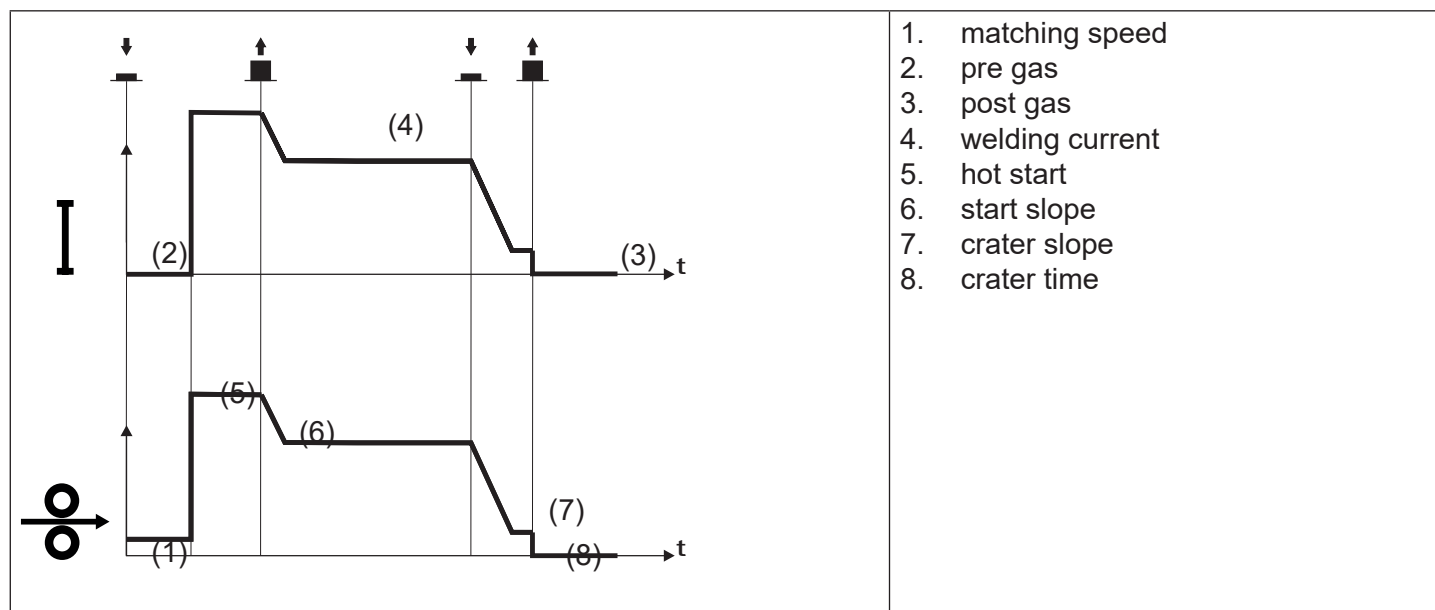 (4)
(2)
(3)
t
(5)
(6)
(7)
(1)
(8)
t
1. matching speed
2. pre gas
3. post gas
4. welding current
5. hot start
6. start slope
7. crater slope
8. crater time